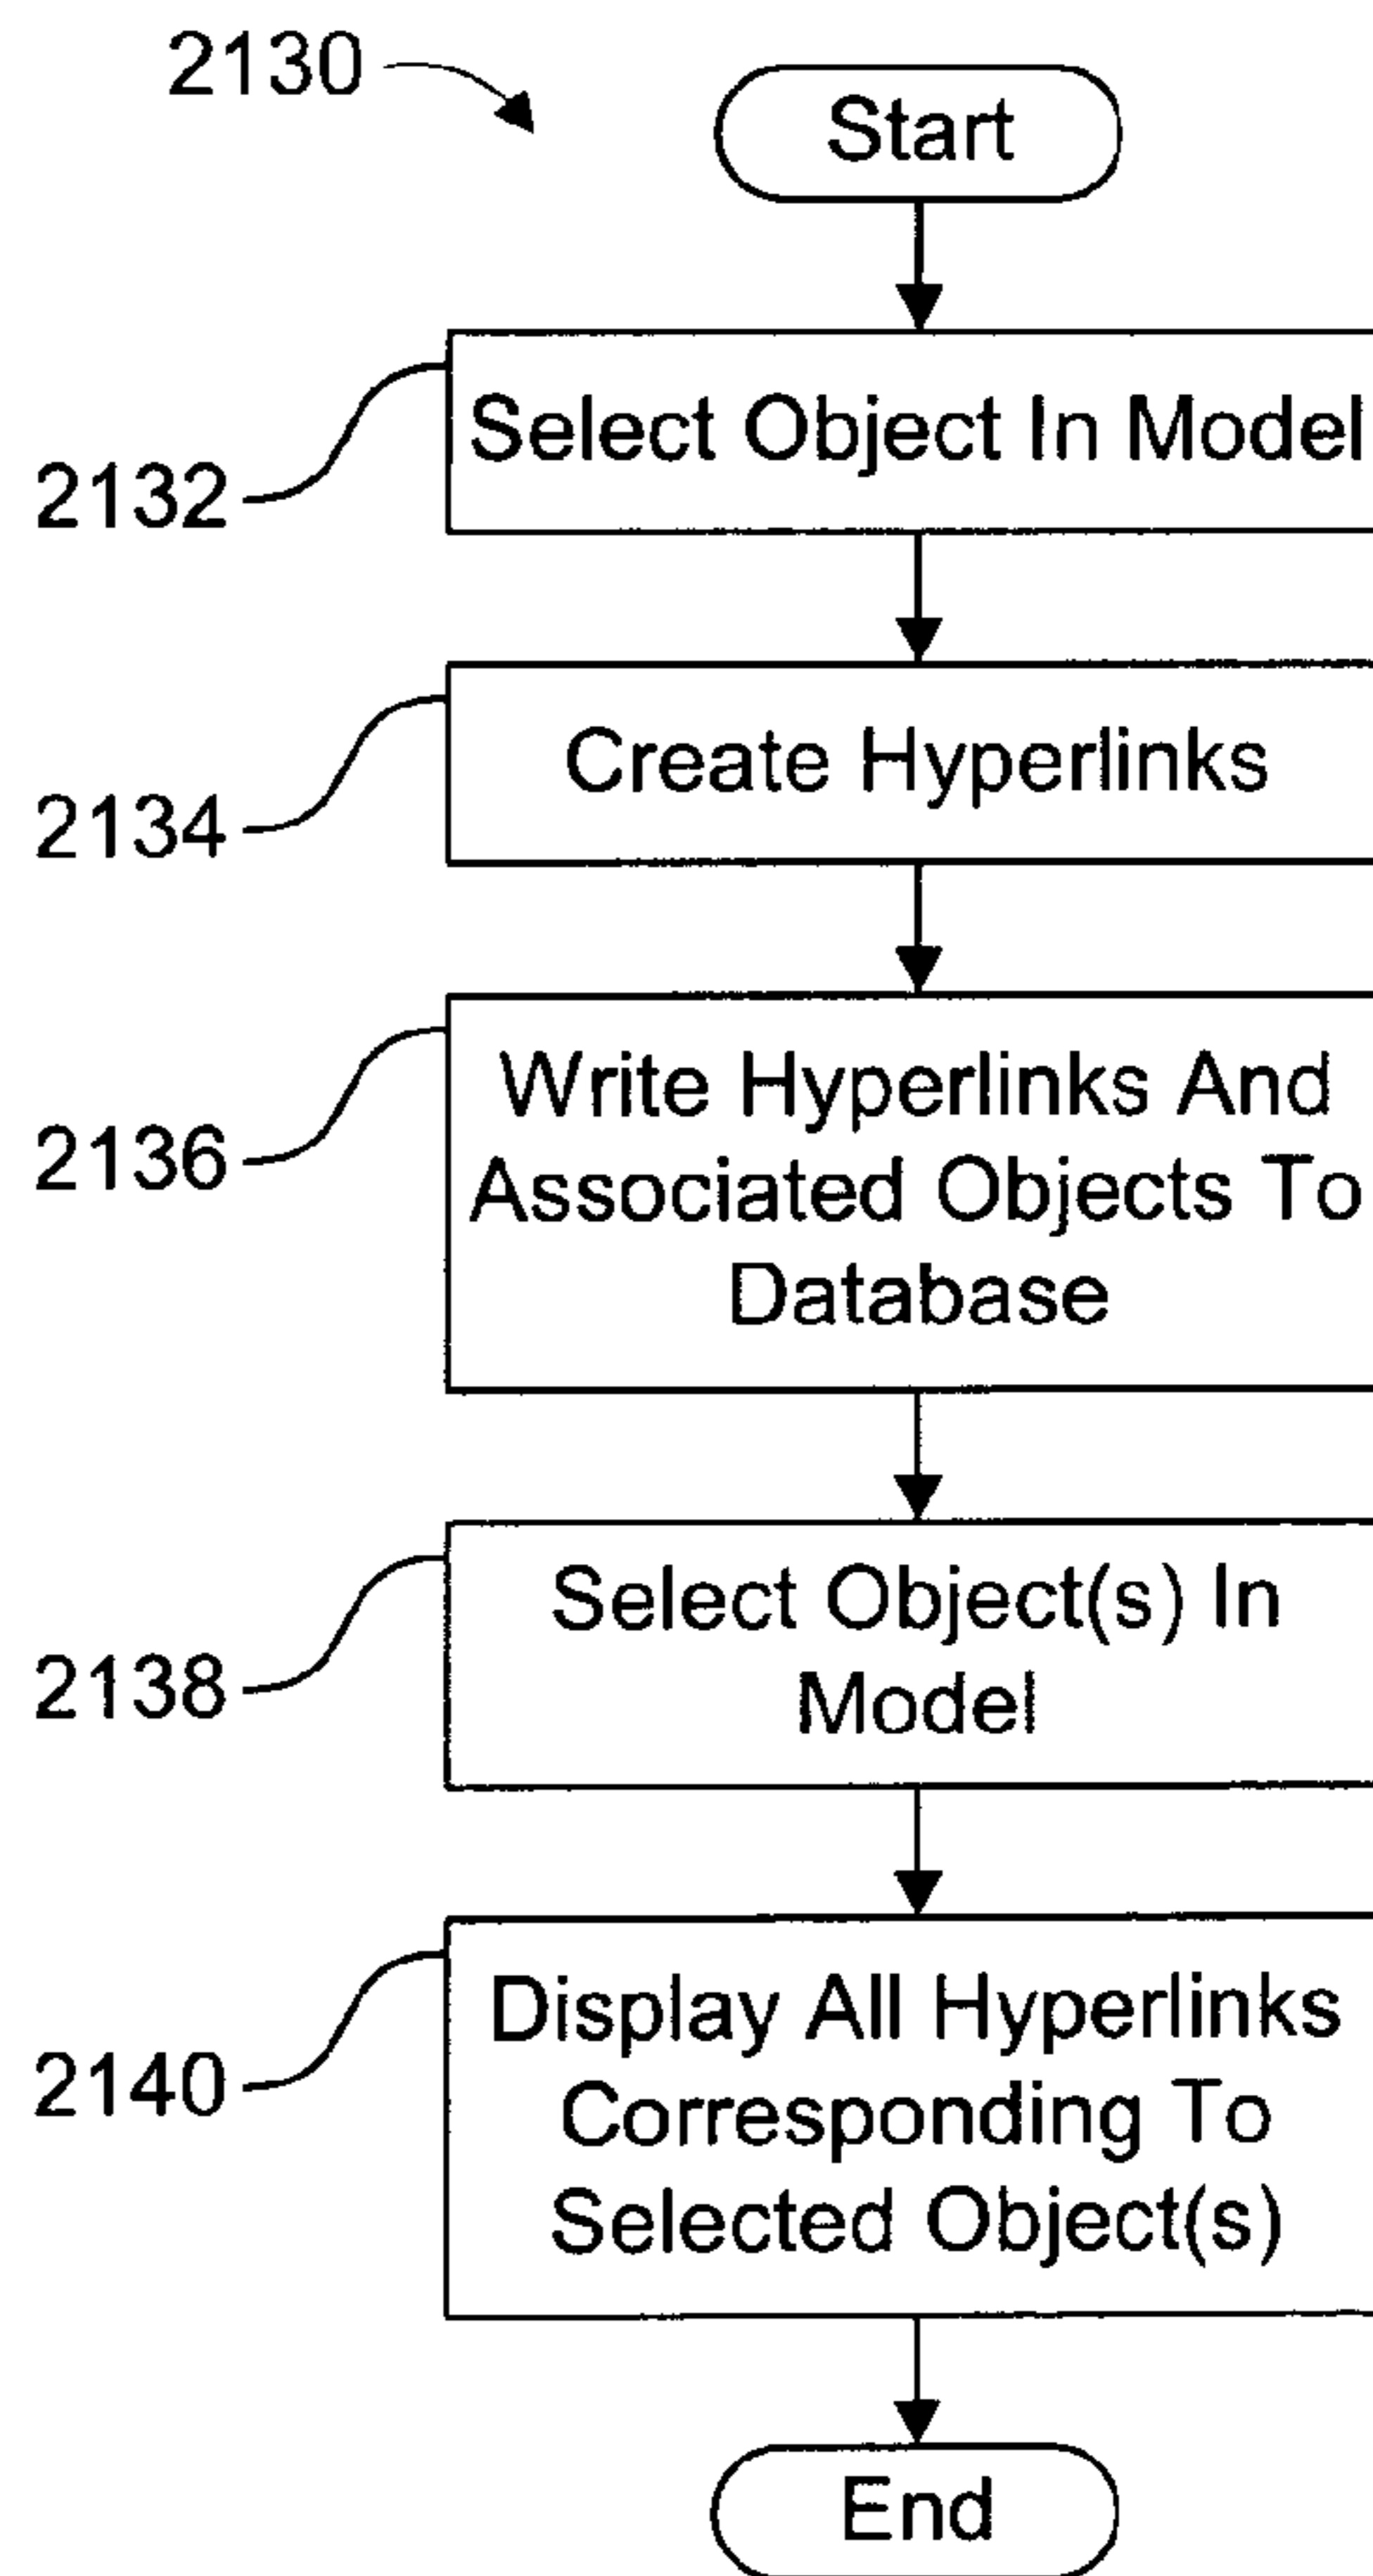 2130
Start
2132
Select Object In Model
2134
Create Hyperlinks
2136
Write Hyperlinks And
Associated Objects To
Database
2138
Select Object(s) In
Model
2140
Display All Hyperlinks
Corresponding To
Selected Object(s)
End